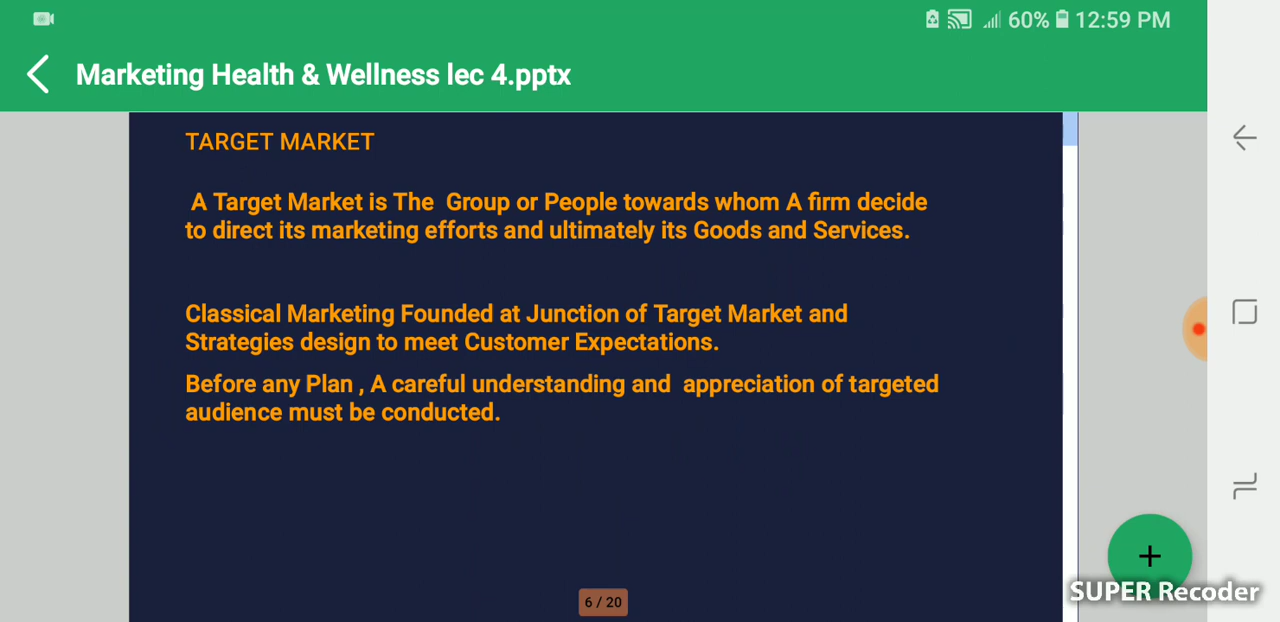 60% 12:59 PM
Marketing Health & Wellness lec 4.pptx
TARGET MARKET
A Target Market is The Group or People towards whom A firm decide
to direct its marketing efforts and ultimately its Goods and Services.
Classical Marketing Founded at Junction of Target Market and
Strategies design to meet Customer Expectations.
Before any Plan , A careful understanding and appreciation of targeted
audience must be conducted.
6 / 20
+
SUPER Recoder